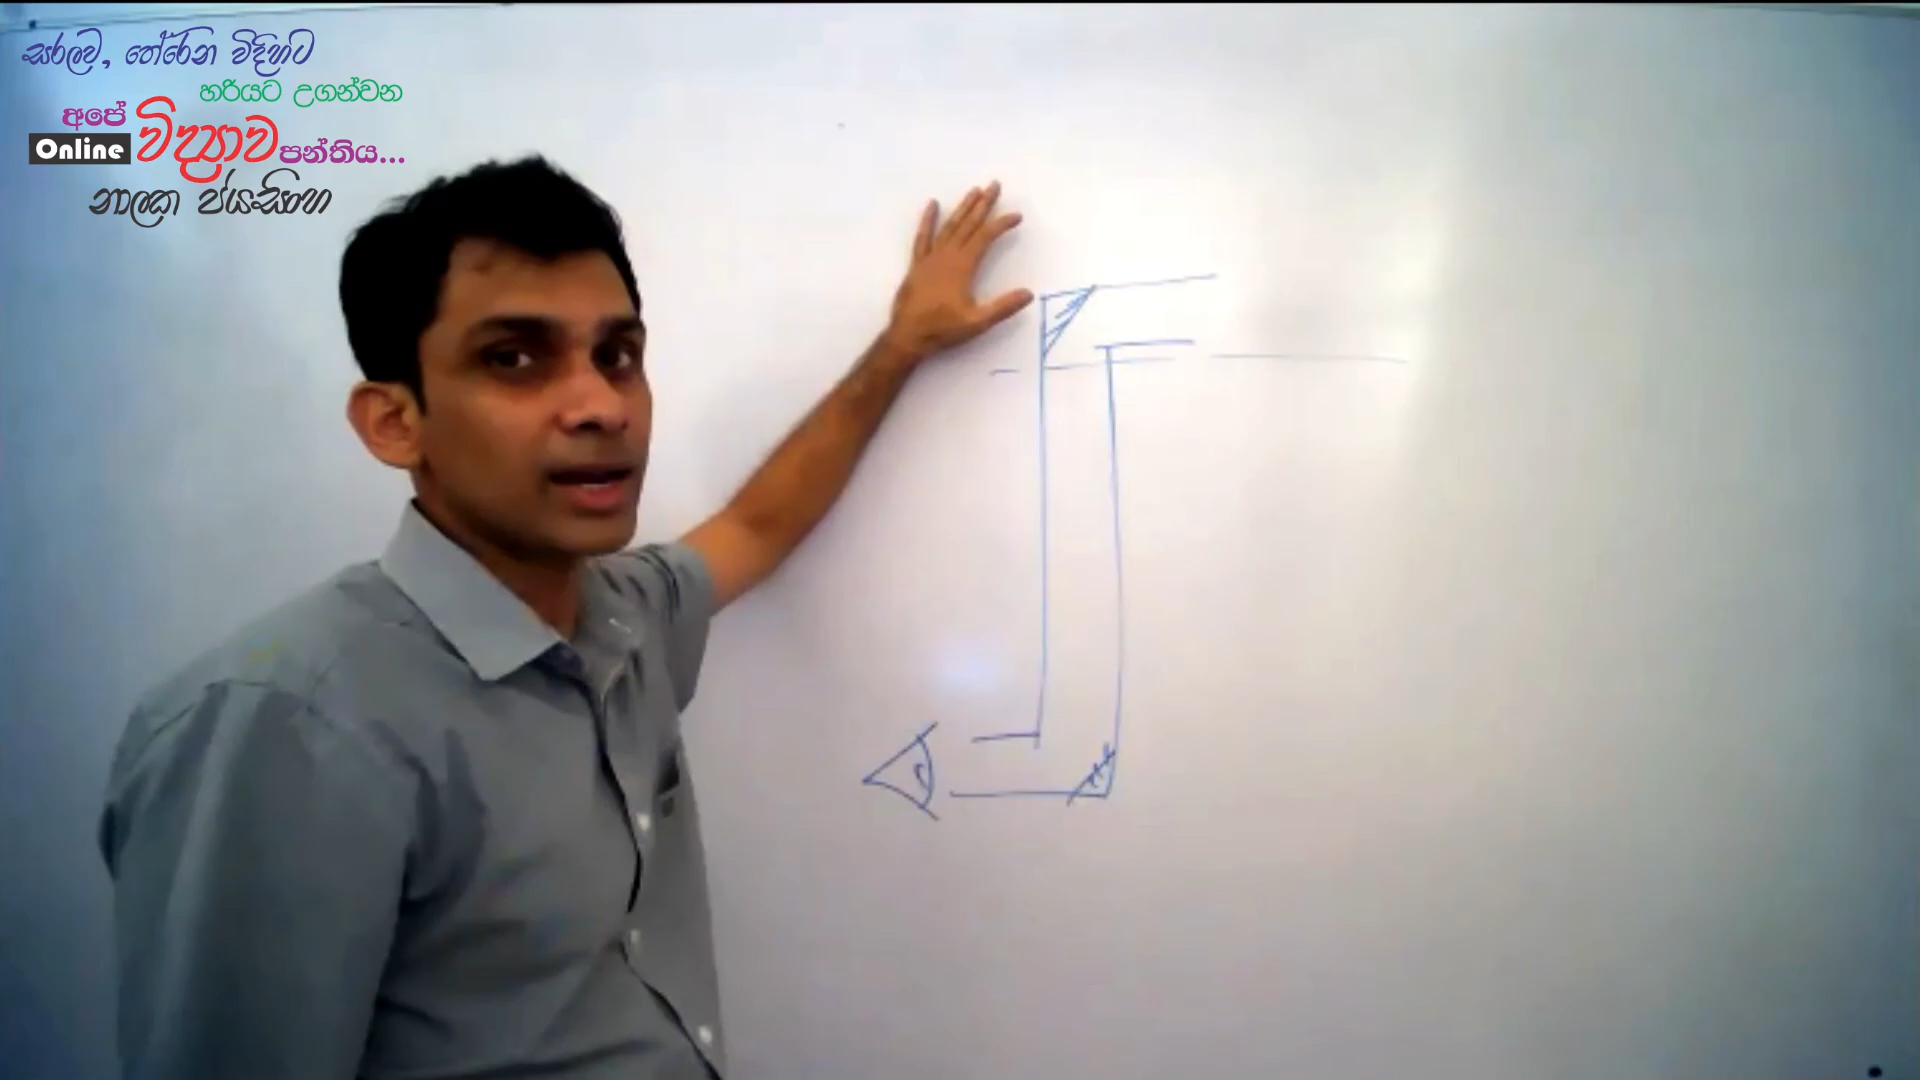 සරලව, තේරෙන විදිහට
හරියට උගන්වන
අපේ
Online විද්‍යාව පන්තිය...
නාලක ජයසිංහ